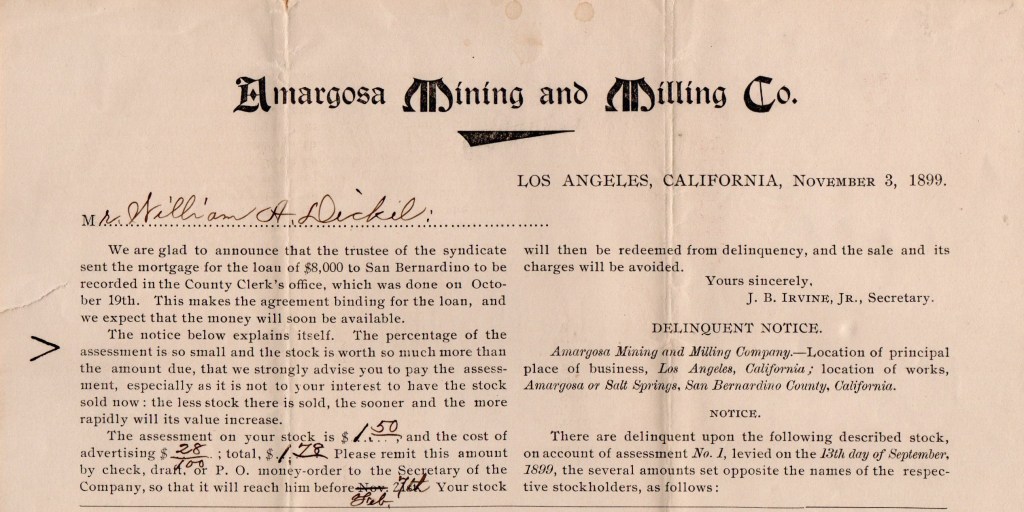 Amargosa Mining and Milling Co.
LOS ANGELES, CALIFORNIA, NOVEMBER 3, 1899.
Mr. William A. Dickil:
We are glad to announce that the trustee of the syndicate
sent the mortgage for the loan of $8,000 to San Bernardino to be
recorded in the County Clerk's office, which was done on Octo-
ber 19th. This makes the agreement binding for the loan, and
we expect that the money will soon be available.
The notice below explains itself. The percentage of the
assessment is so small and the stock is worth so much more than
the amount due, that we strongly advise you to pay the assess-
ment, especially as it is not to your interest to have the stock
sold now: the less stock there is sold, the sooner and the more
rapidly will its value increase.
The assessment on your stock is $1.50, and the cost of
advertising $ 28; total, $1,78 Please remit this amount
by check, draft, or P. O. money-order to the Secretary of the
Company, so that it will reach him before Nov. 27th Your stock
Feb.
will then be redeemed from delinquency, and the sale and its
charges will be avoided.
Yours sincerely,
J. B. IRVINE, JR., Secretary.
DELINQUENT NOTICE.
Amargosa Mining and Milling Company.—Location of principal
place of business, Los Angeles, California; location of works,
Amargosa or Salt Springs, San Bernardino County, California.
NOTICE.
There are delinquent upon the following described stock,
on account of assessment No. 1, levied on the 13th day of September,
1899, the several amounts set opposite the names of the respec-
tive stockholders, as follows: